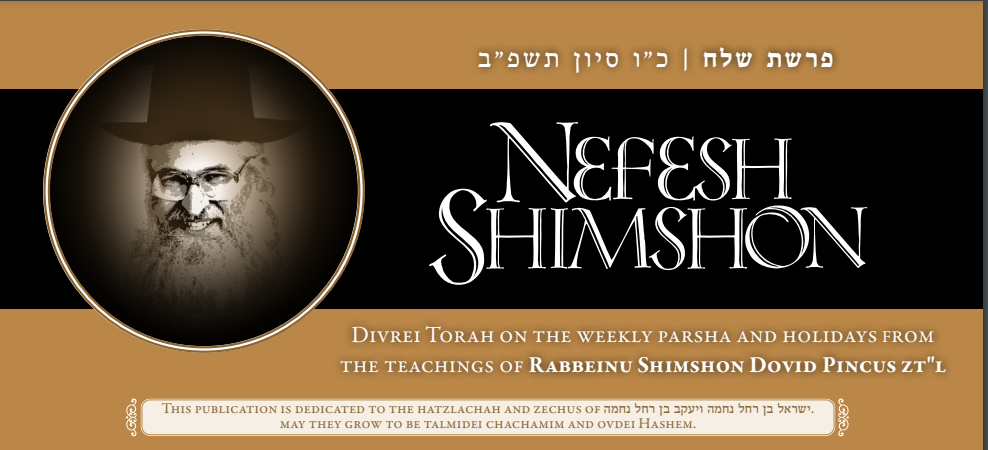 פרשת שלח | כ״ו סיון תשפ״ב
NEFESH
SHIMSHON
DIVREI TORAH ON THE WEEKLY PARSHA AND HOLIDAYS FROM
THE TEACHINGS OF RABBEINU SHIMSHON DOVID PINCUS ZT"L
THIS PUBLICATION IS DEDICATED TO THE HATZLACHAH AND ZECHUS OF ישראל בן רחל נחמה ויעקב בן רחל נחמה.
MAY THEY GROW TO BE TALMIDEI CHACHAMIM AND OVDEI HASHEM.